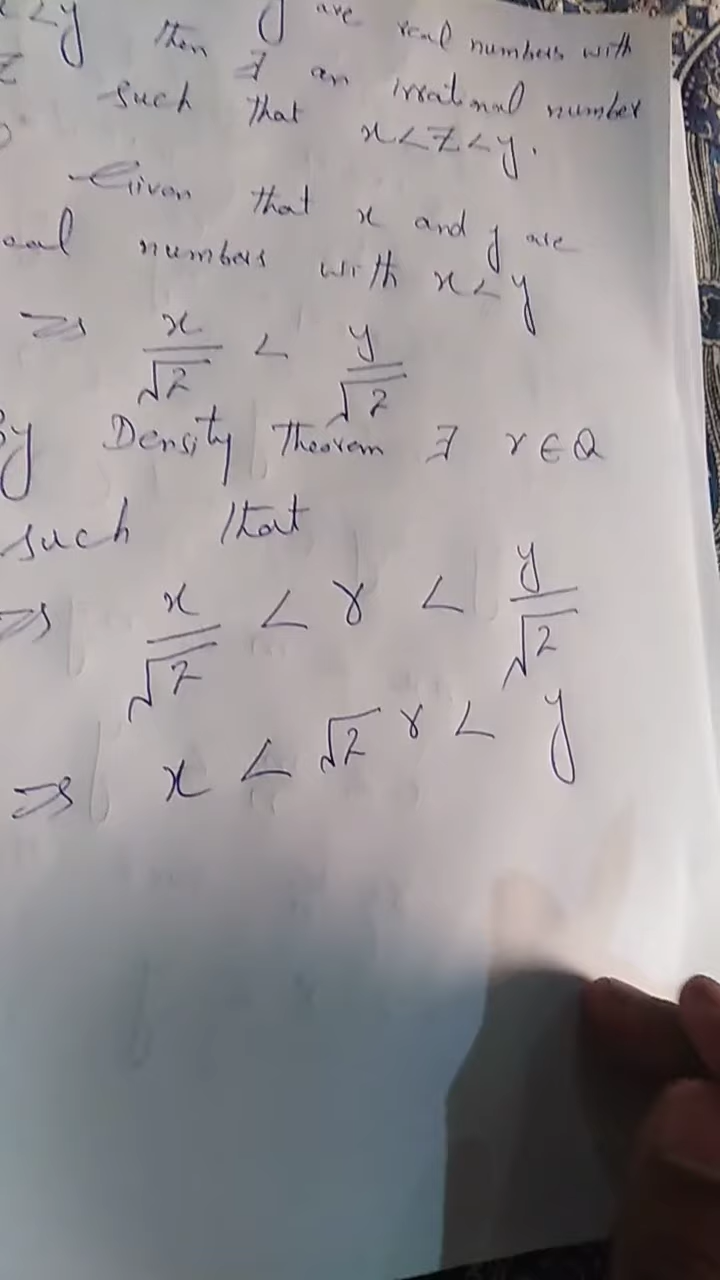 x < y then ∃ y are real numbers with
such that an irrational number
x < z < y.
Given that x and y are
numbers with x < y
⇒ x/√2 < y/√2
By Density Theorem ∃ r ∈ Q
such that
⇒ x/√2 < r < y/√2
⇒ x < √2 r < y